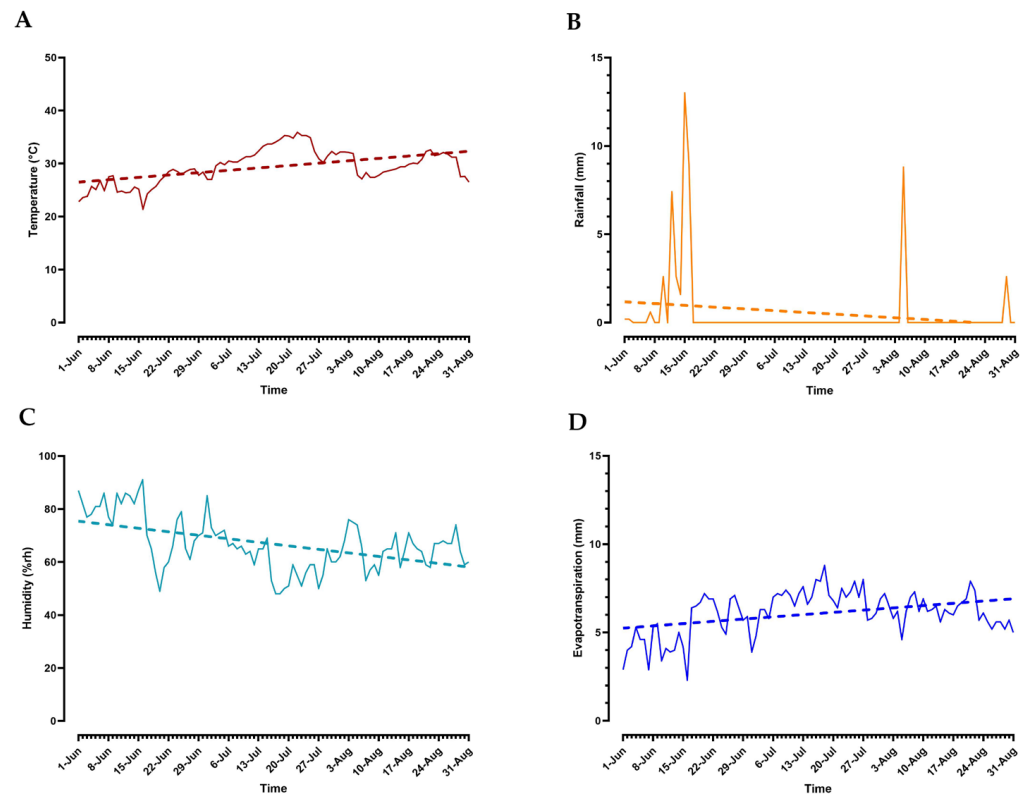 A
50
40
30
20
10
0
Temperature (°C)
1-Jun
8-Jun
15-Jun
22-Jun
29-Jun
6-Jul
13-Jul
20-Jul
27-Jul
3-Aug
10-Aug
17-Aug
24-Aug
31-Aug
Time
B
15
10
5
0
Rainfall (mm)
1-Jun
8-Jun
15-Jun
22-Jun
29-Jun
6-Jul
13-Jul
20-Jul
27-Jul
3-Aug
10-Aug
17-Aug
24-Aug
31-Aug
Time
C
100
80
60
40
20
0
Humidity (%rh)
1-Jun
8-Jun
15-Jun
22-Jun
29-Jun
6-Jul
13-Jul
20-Jul
27-Jul
3-Aug
10-Aug
17-Aug
24-Aug
31-Aug
Time
D
15
10
5
0
Evapotranspiration (mm)
1-Jun
8-Jun
15-Jun
22-Jun
29-Jun
6-Jul
13-Jul
20-Jul
27-Jul
3-Aug
10-Aug
17-Aug
24-Aug
31-Aug
Time